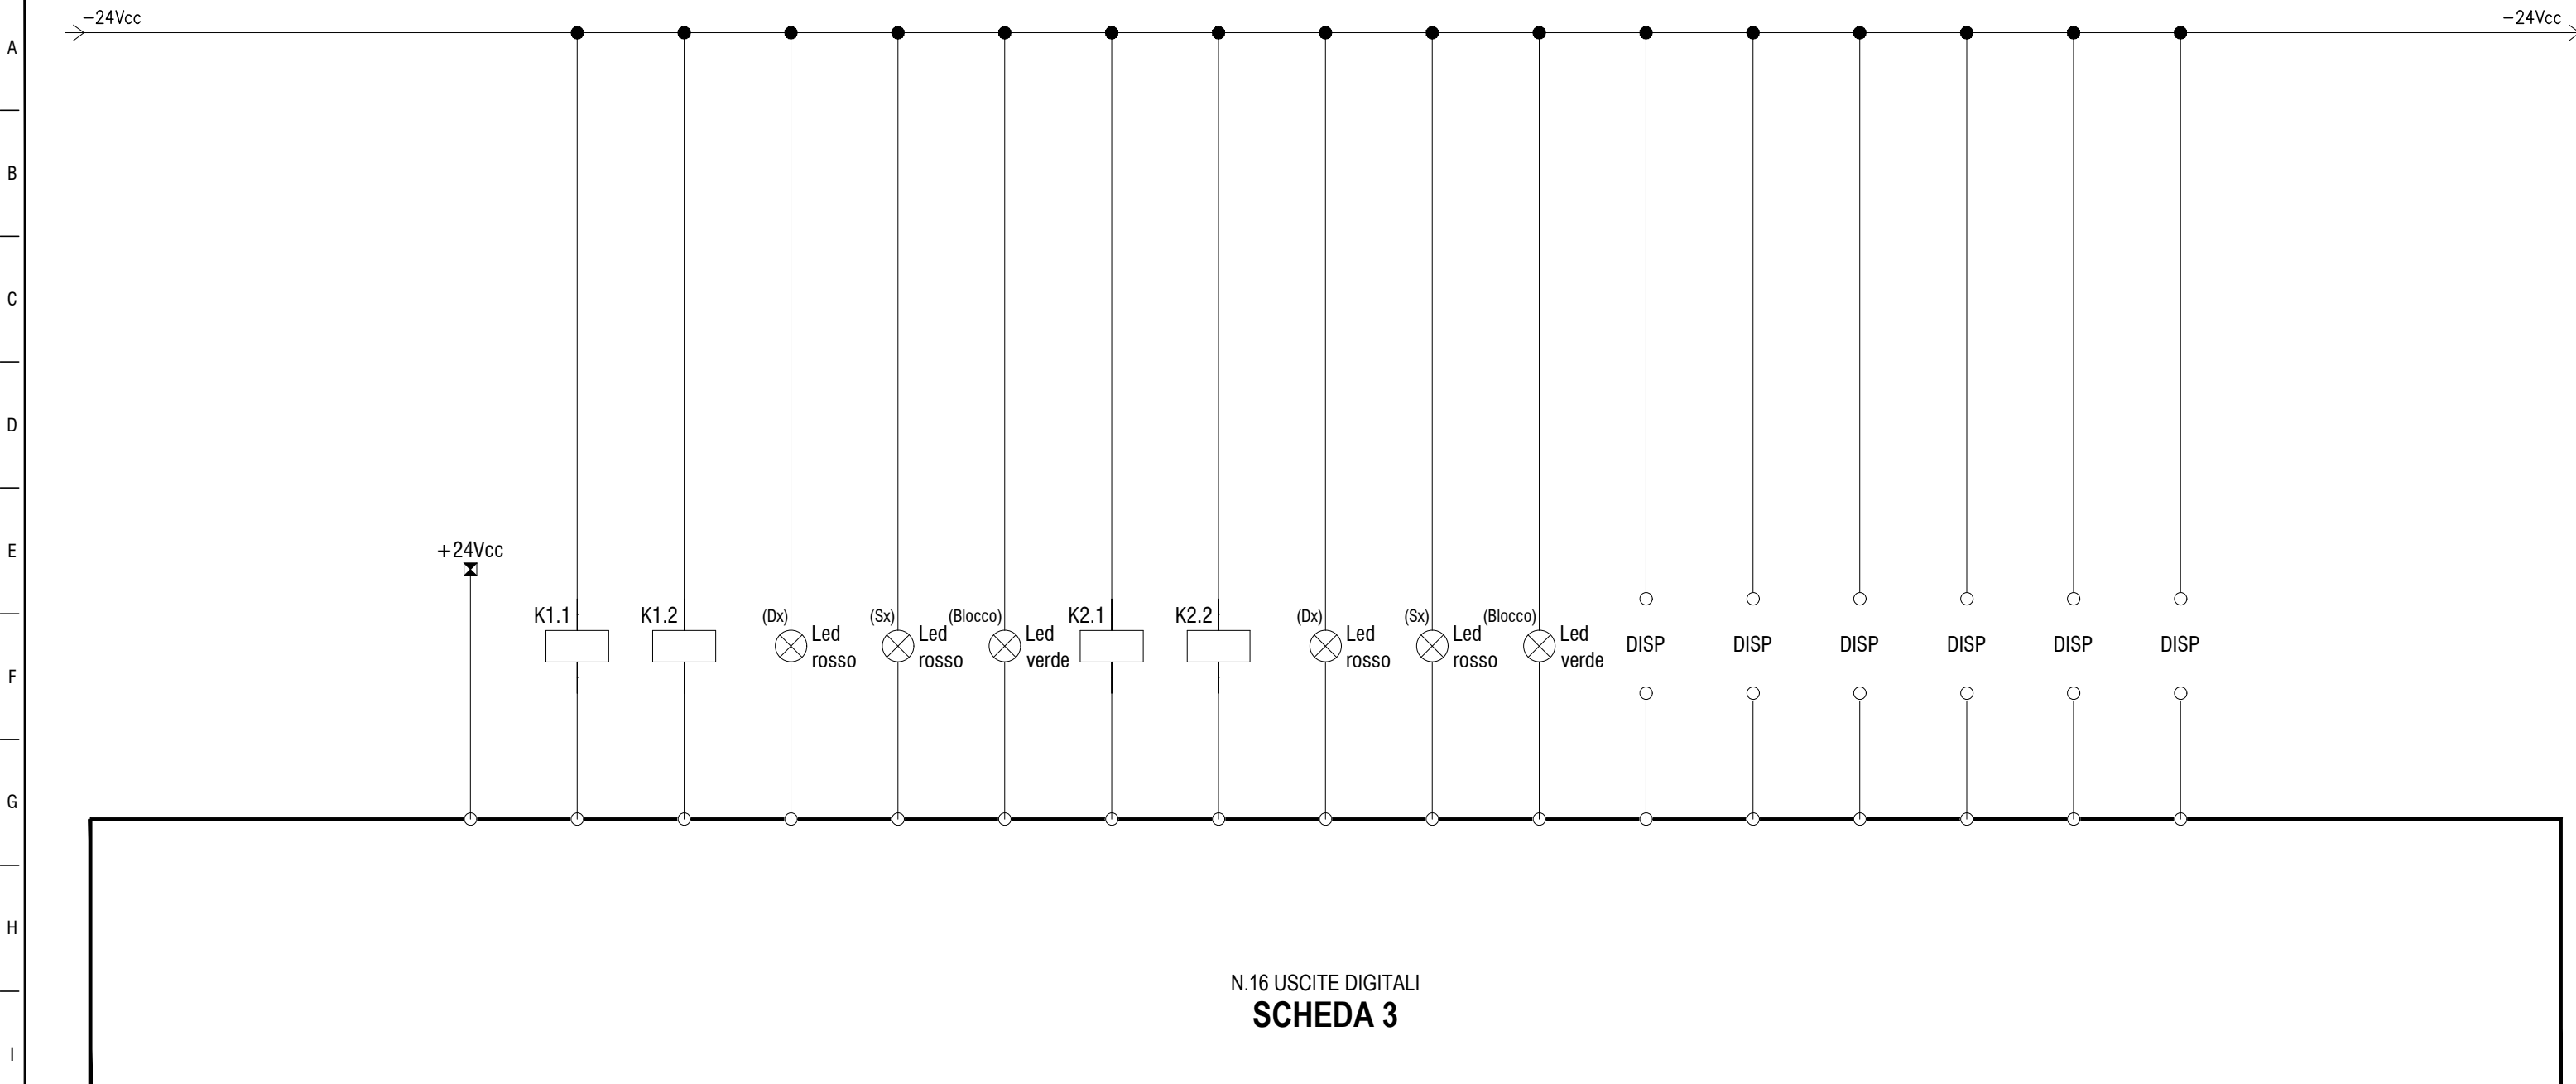 −24Vcc
−24Vcc
A
B
C
D
E
+24Vcc
K1.1
K1.2
(Dx)
Led
rosso
(Sx)
Led
rosso
(Blocco)
Led
verde
K2.1
K2.2
(Dx)
Led
rosso
(Sx)
Led
rosso
(Blocco)
Led
verde
DISP
DISP
DISP
DISP
DISP
DISP
F
G
H
N.16 USCITE DIGITALI
SCHEDA 3
I